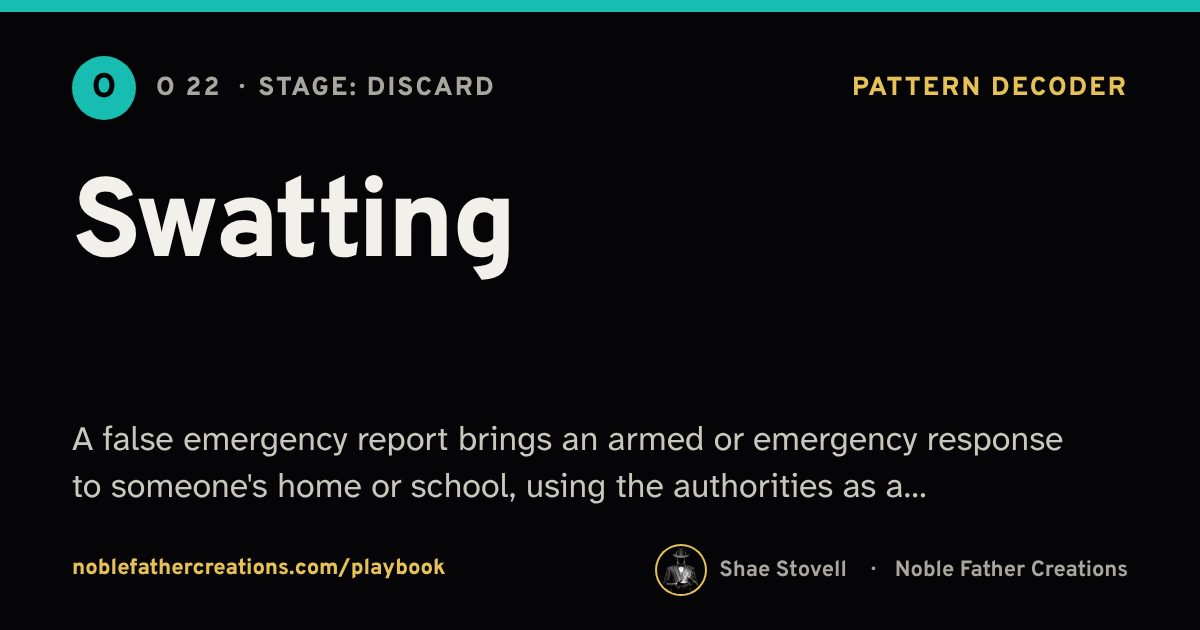 O O 22 · STAGE: DISCARD PATTERN DECODER
Swatting
A false emergency report brings an armed or emergency response
to someone's home or school, using the authorities as a...
noblefathercreations.com/playbook Shae Stovell · Noble Father Creations